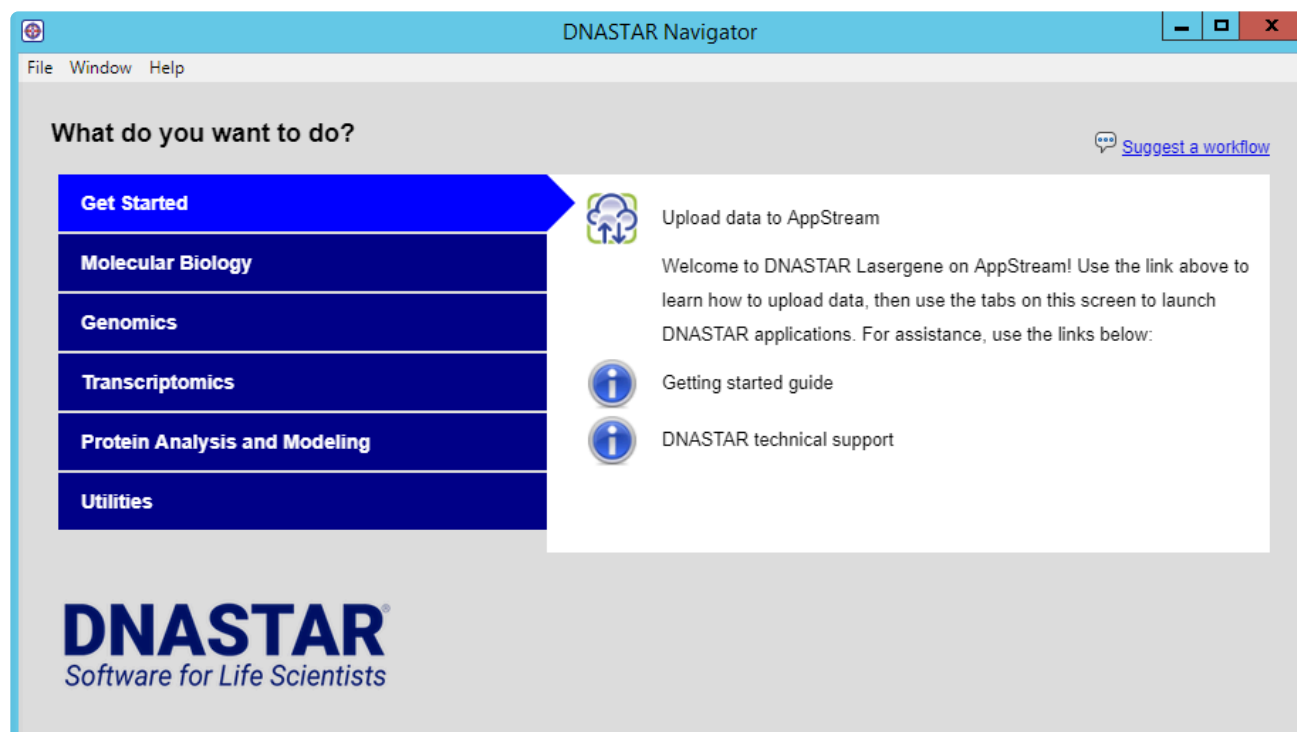 DNASTAR Navigator
File Window Help
What do you want to do?
Suggest a workflow
Get Started
Molecular Biology
Genomics
Transcriptomics
Protein Analysis and Modeling
Utilities
Upload data to AppStream
Welcome to DNASTAR Lasergene on AppStream! Use the link above to
learn how to upload data, then use the tabs on this screen to launch
DNASTAR applications. For assistance, use the links below:
Getting started guide
DNASTAR technical support
DNASTAR®
Software for Life Scientists